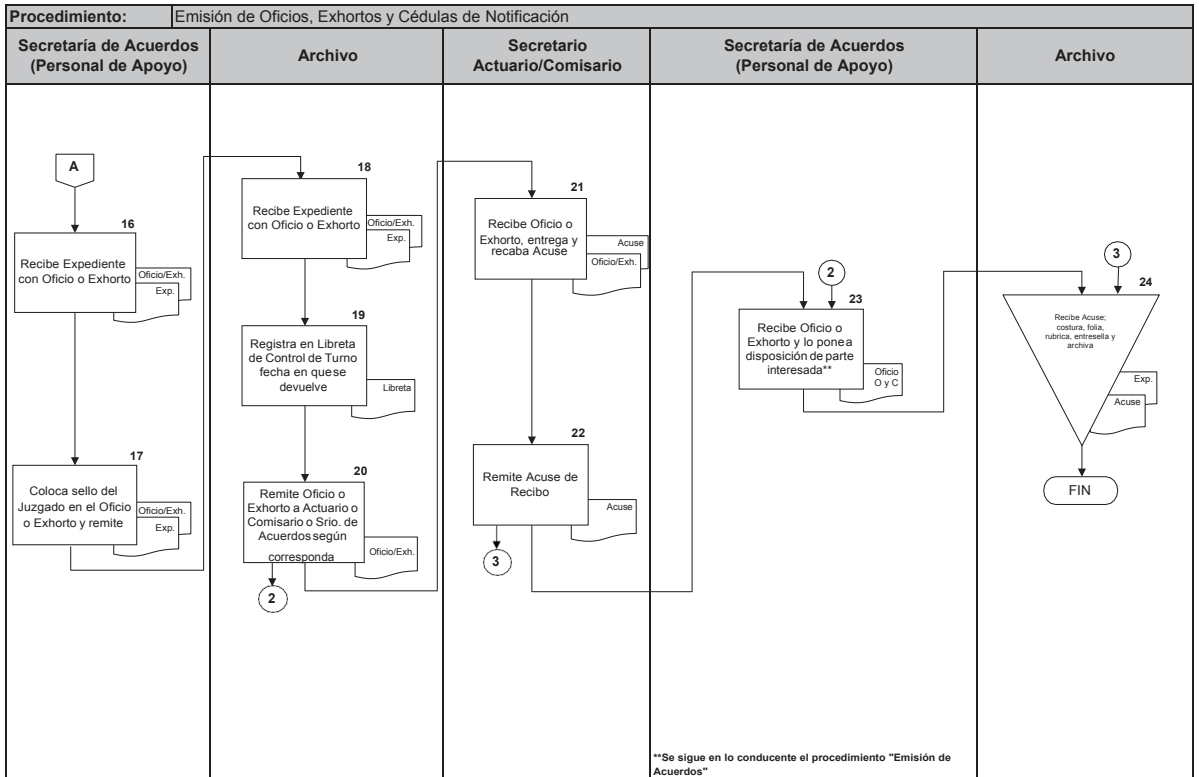 Procedimiento: Emisión de Oficios, Exhortos y Cédulas de Notificación
Secretaría de Acuerdos
(Personal de Apoyo)
Archivo
Secretario
Actuario/Comisario
Secretaría de Acuerdos
(Personal de Apoyo)
Archivo
A
16
Recibe Expediente
con Oficio o Exhorto
Oficio/Exh.
Exp.
17
Coloca sello del
Juzgado en el Oficio
o Exhorto y remite
Oficio/Exh.
Exp.
18
Recibe Expediente
con Oficio o Exhorto
Oficio/Exh.
Exp.
19
Registra en Libreta
de Control de Turno
fecha en que se
devuelve
Libreta
20
Remite Oficio o
Exhorto a Actuario o
Comisario o Srio. de
Acuerdos según
corresponda
Oficio/Exh.
2
21
Recibe Oficio o
Exhorto, entrega y
recaba Acuse
Acuse
Oficio/Exh.
22
Remite Acuse de
Recibo
Acuse
3
2
23
Recibe Oficio o
Exhorto y lo pone a
disposición de parte
interesada**
Oficio
O y C
**Se sigue en lo conducente el procedimiento "Emisión de
Acuerdos"
3
24
Recibe Acuse;
costura, folia,
rubrica, entresella y
archiva
Exp.
Acuse
FIN